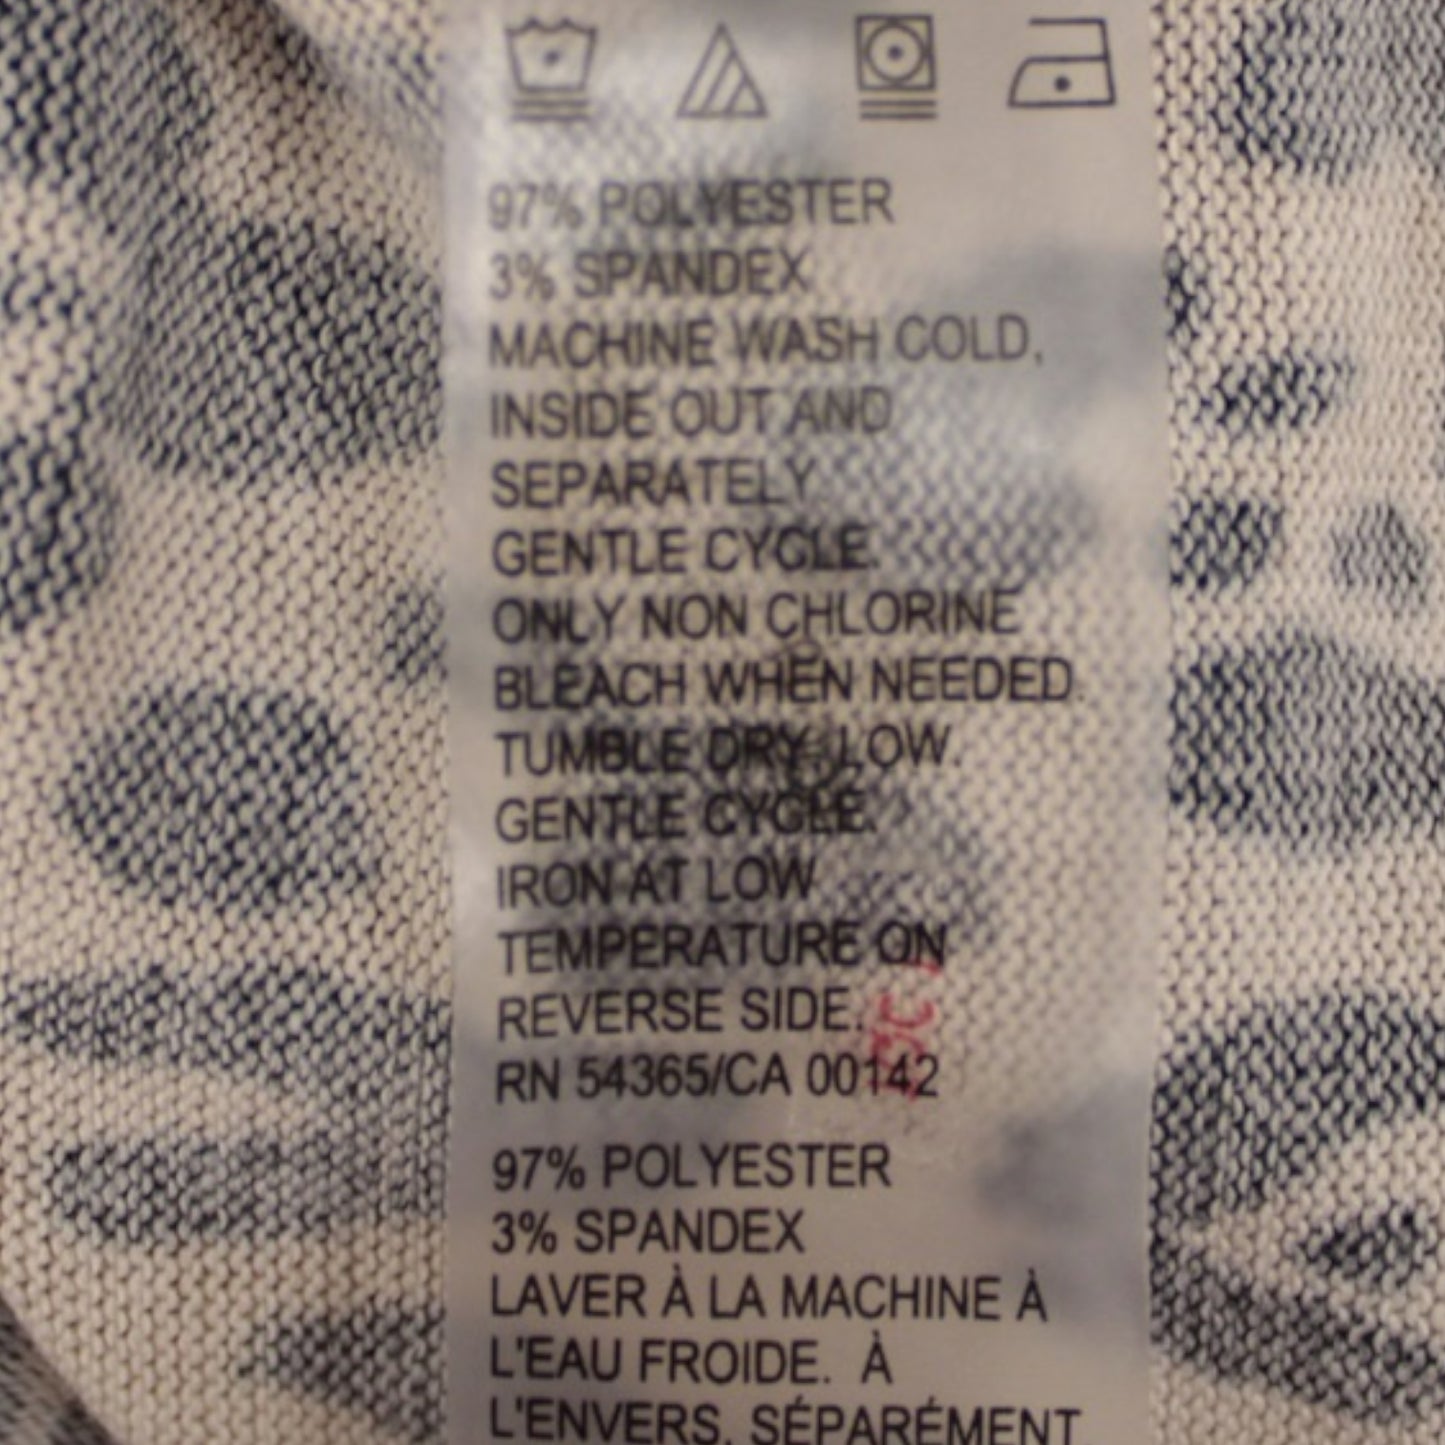 97% POLYESTER
3% SPANDEX
MACHINE WASH COLD,
INSIDE OUT AND
SEPARATELY
GENTLE CYCLE.
ONLY NON CHLORINE
BLEACH WHEN NEEDED.
TUMBLE DRY, LOW.
GENTLE CYCLE.
IRON AT LOW
TEMPERATURE ON
REVERSE SIDE.
RN 54365/CA 00142
97% POLYESTER
3% SPANDEX
LAVER À LA MACHINE À
L'EAU FROIDE. À
L'ENVERS, SÉPARÉMENT